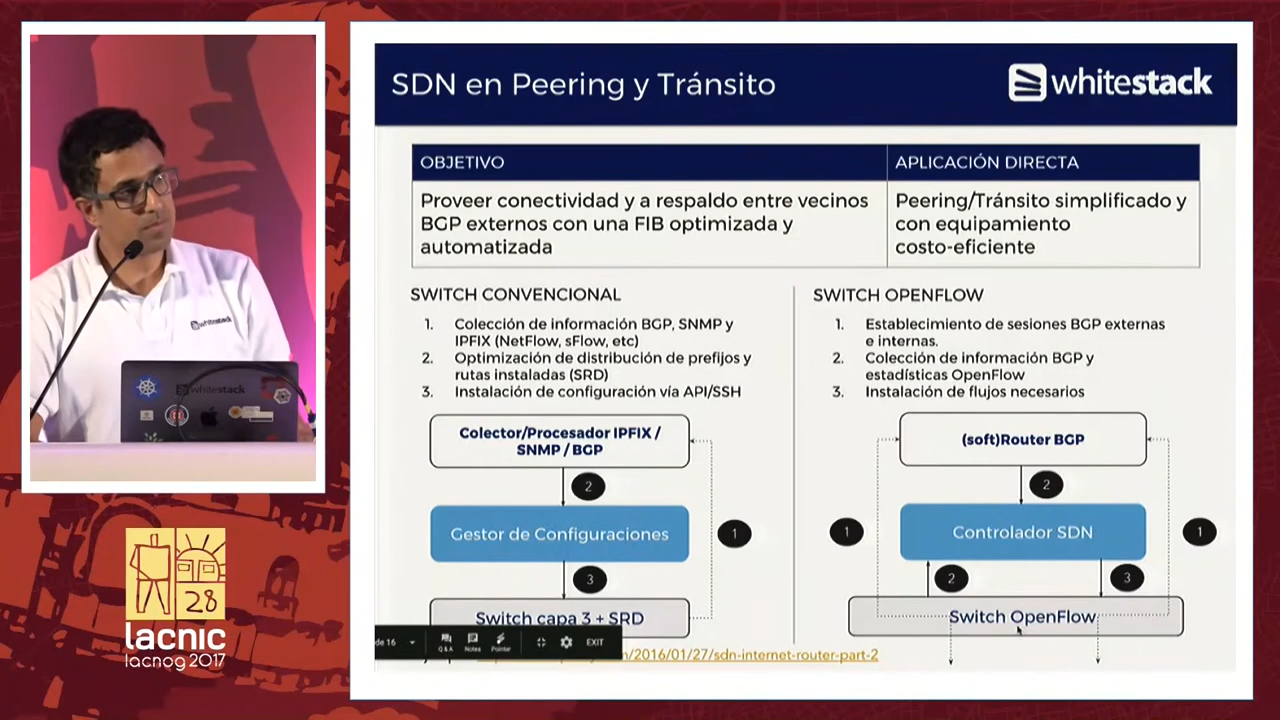 SDN en Peering y Tránsito
whitestack
OBJETIVO
APLICACIÓN DIRECTA
Proveer conectividad y a respaldo entre vecinos
BGP externos con una FIB optimizada y
automatizada
Peering/Tránsito simplificado y
con equipamiento
costo-eficiente
SWITCH CONVENCIONAL
1. Colección de información BGP, SNMP y
IPFIX (NetFlow, sFlow, etc)
2. Optimización de distribución de prefijos y
rutas instaladas (SRD)
3. Instalación de configuración vía API/SSH
Colector/Procesador IPFIX /
SNMP / BGP
2
Gestor de Configuraciones
1
3
Switch capa 3 + SRD
SWITCH OPENFLOW
1. Establecimiento de sesiones BGP externas
e internas.
2. Colección de información BGP y
estadísticas OpenFlow
3. Instalación de flujos necesarios
(soft)Router BGP
2
1
Controlador SDN
1
2
3
Switch OpenFlow
de 16
Q&A
Notes
Pointer
EXIT
/2016/01/27/sdn-internet-router-part-2
whitestack
whitestack
28
lacnic
lacnog 2017